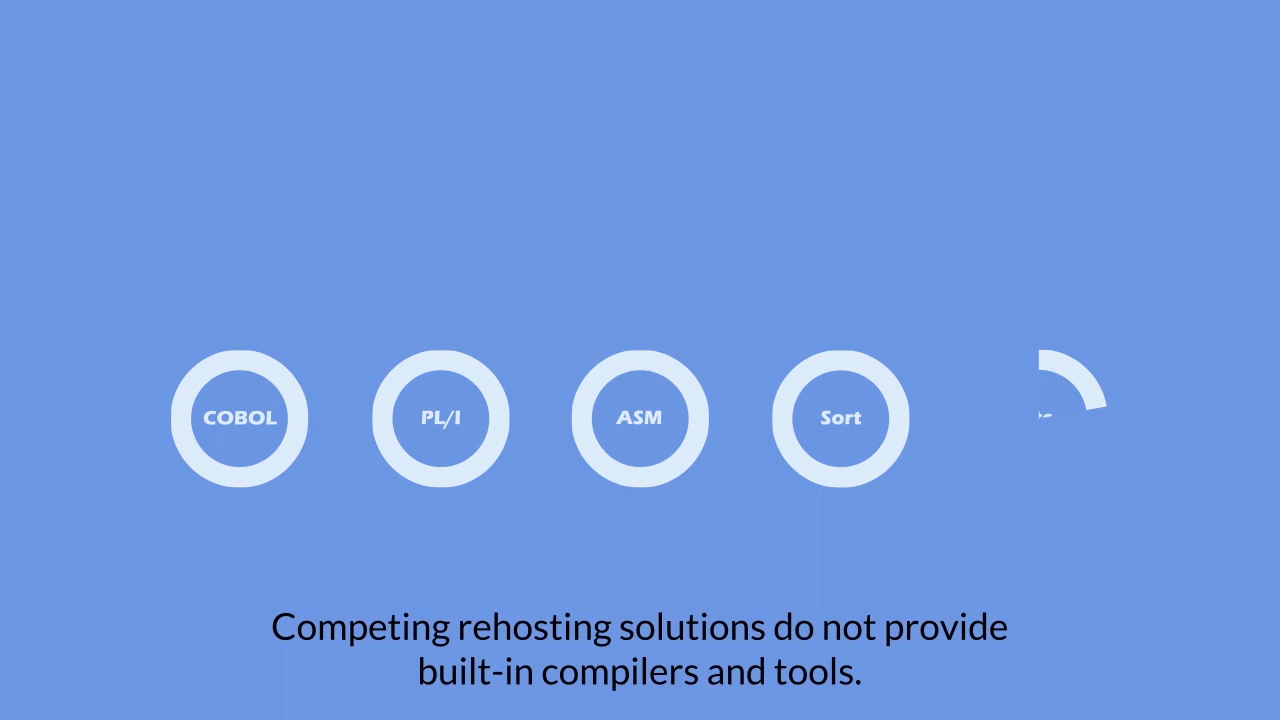 COBOL PL/I ASM Sort
Competing rehosting solutions do not provide
built-in compilers and tools.